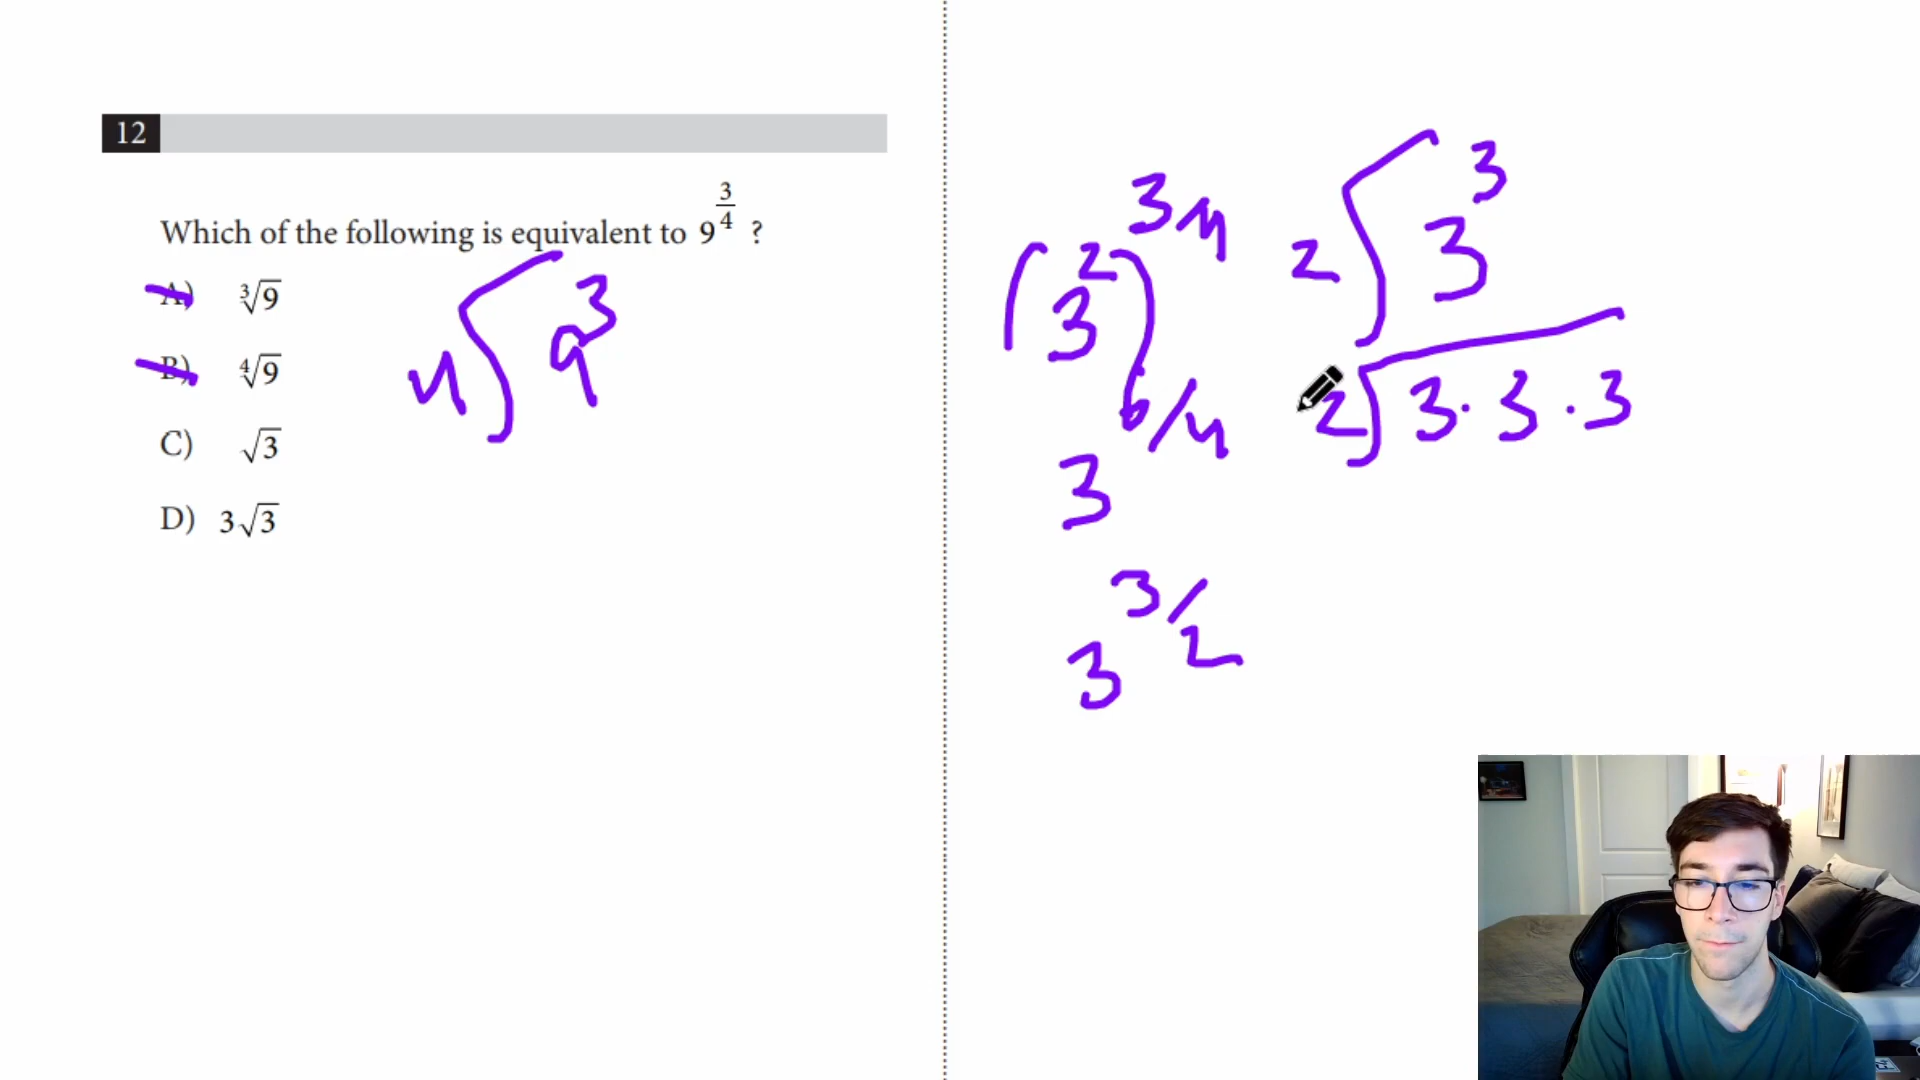 12
Which of the following is equivalent to 9^(3/4) ?
A) ∛9
B) ∜9
C) √3
D) 3√3
4√9^3
(3^2)^3/4
3^6/4
3^3/2
2√3^3
2√3·3·3